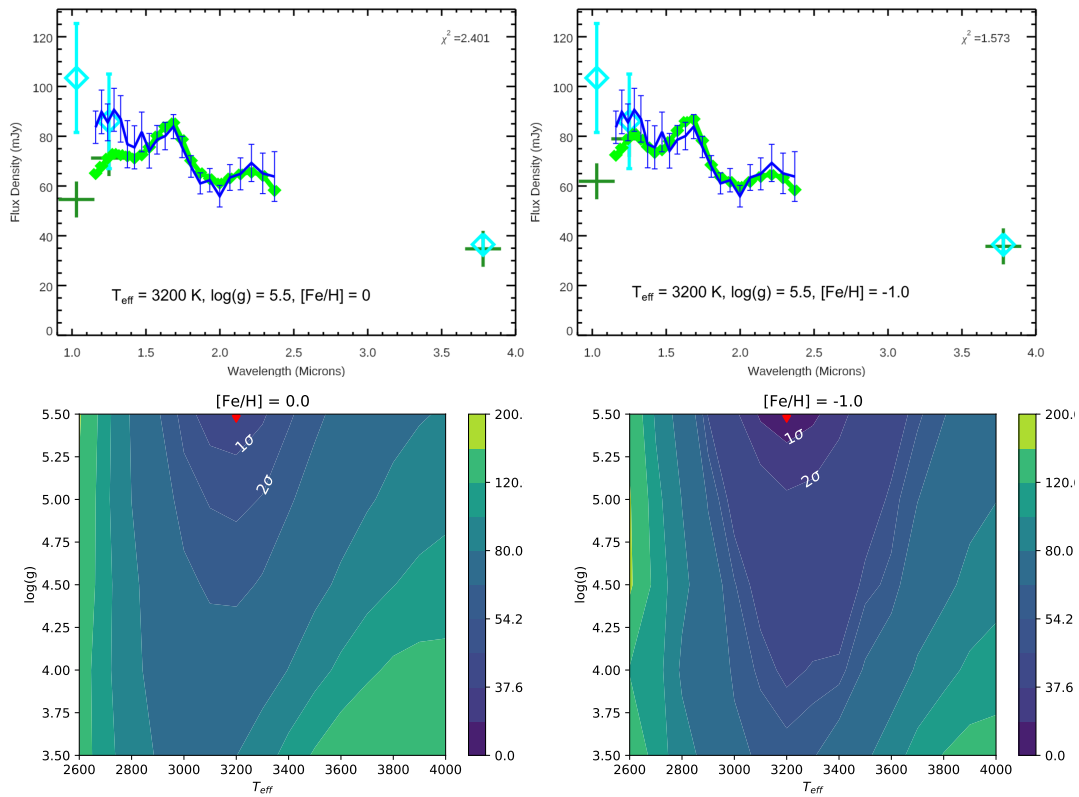 χ² =2.401
120
100
80
60
40
20
0
Flux Density (mJy)
T_eff = 3200 K, log(g) = 5.5, [Fe/H] = 0
1.0 1.5 2.0 2.5 3.0 3.5 4.0
Wavelength (Microns)
χ² =1.573
120
100
80
60
40
20
0
Flux Density (mJy)
T_eff = 3200 K, log(g) = 5.5, [Fe/H] = -1.0
1.0 1.5 2.0 2.5 3.0 3.5 4.0
Wavelength (Microns)
[Fe/H] = 0.0
5.50
5.25
5.00
4.75
4.50
4.25
4.00
3.75
3.50
log(g)
1σ
2σ
2600 2800 3000 3200 3400 3600 3800 4000
T_eff
200.
120.
80.0
54.2
37.6
0.0
[Fe/H] = -1.0
5.50
5.25
5.00
4.75
4.50
4.25
4.00
3.75
3.50
log(g)
1σ
2σ
2600 2800 3000 3200 3400 3600 3800 4000
T_eff
200.
120.
80.0
54.2
37.6
0.0